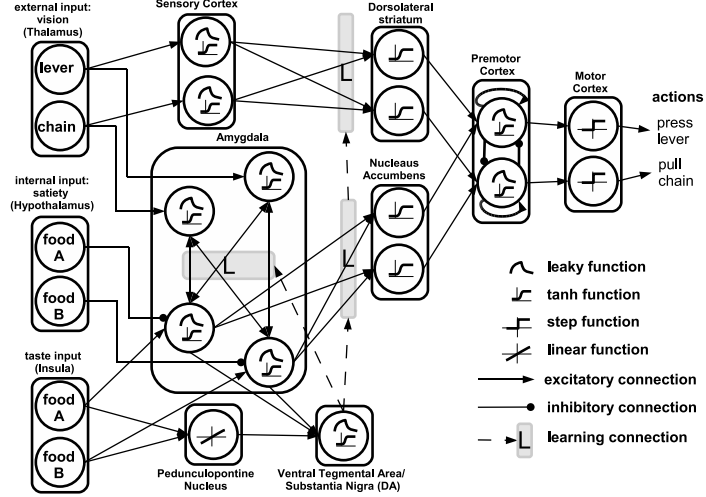 external input:
vision
(Thalamus)
lever
chain
Sensory Cortex
L
Dorsolateral
striatum
Premotor
Cortex
Motor
Cortex
actions
press
lever
pull
chain
Amygdala
L
internal input:
satiety
(Hypothalamus)
food
A
food
B
Nucleus
Accumbens
L
taste input
(Insula)
food
A
food
B
Pedunculopontine
Nucleus
Ventral Tegmental Area/
Substantia Nigra (DA)
leaky function
tanh function
step function
linear function
excitatory connection
inhibitory connection
L learning connection